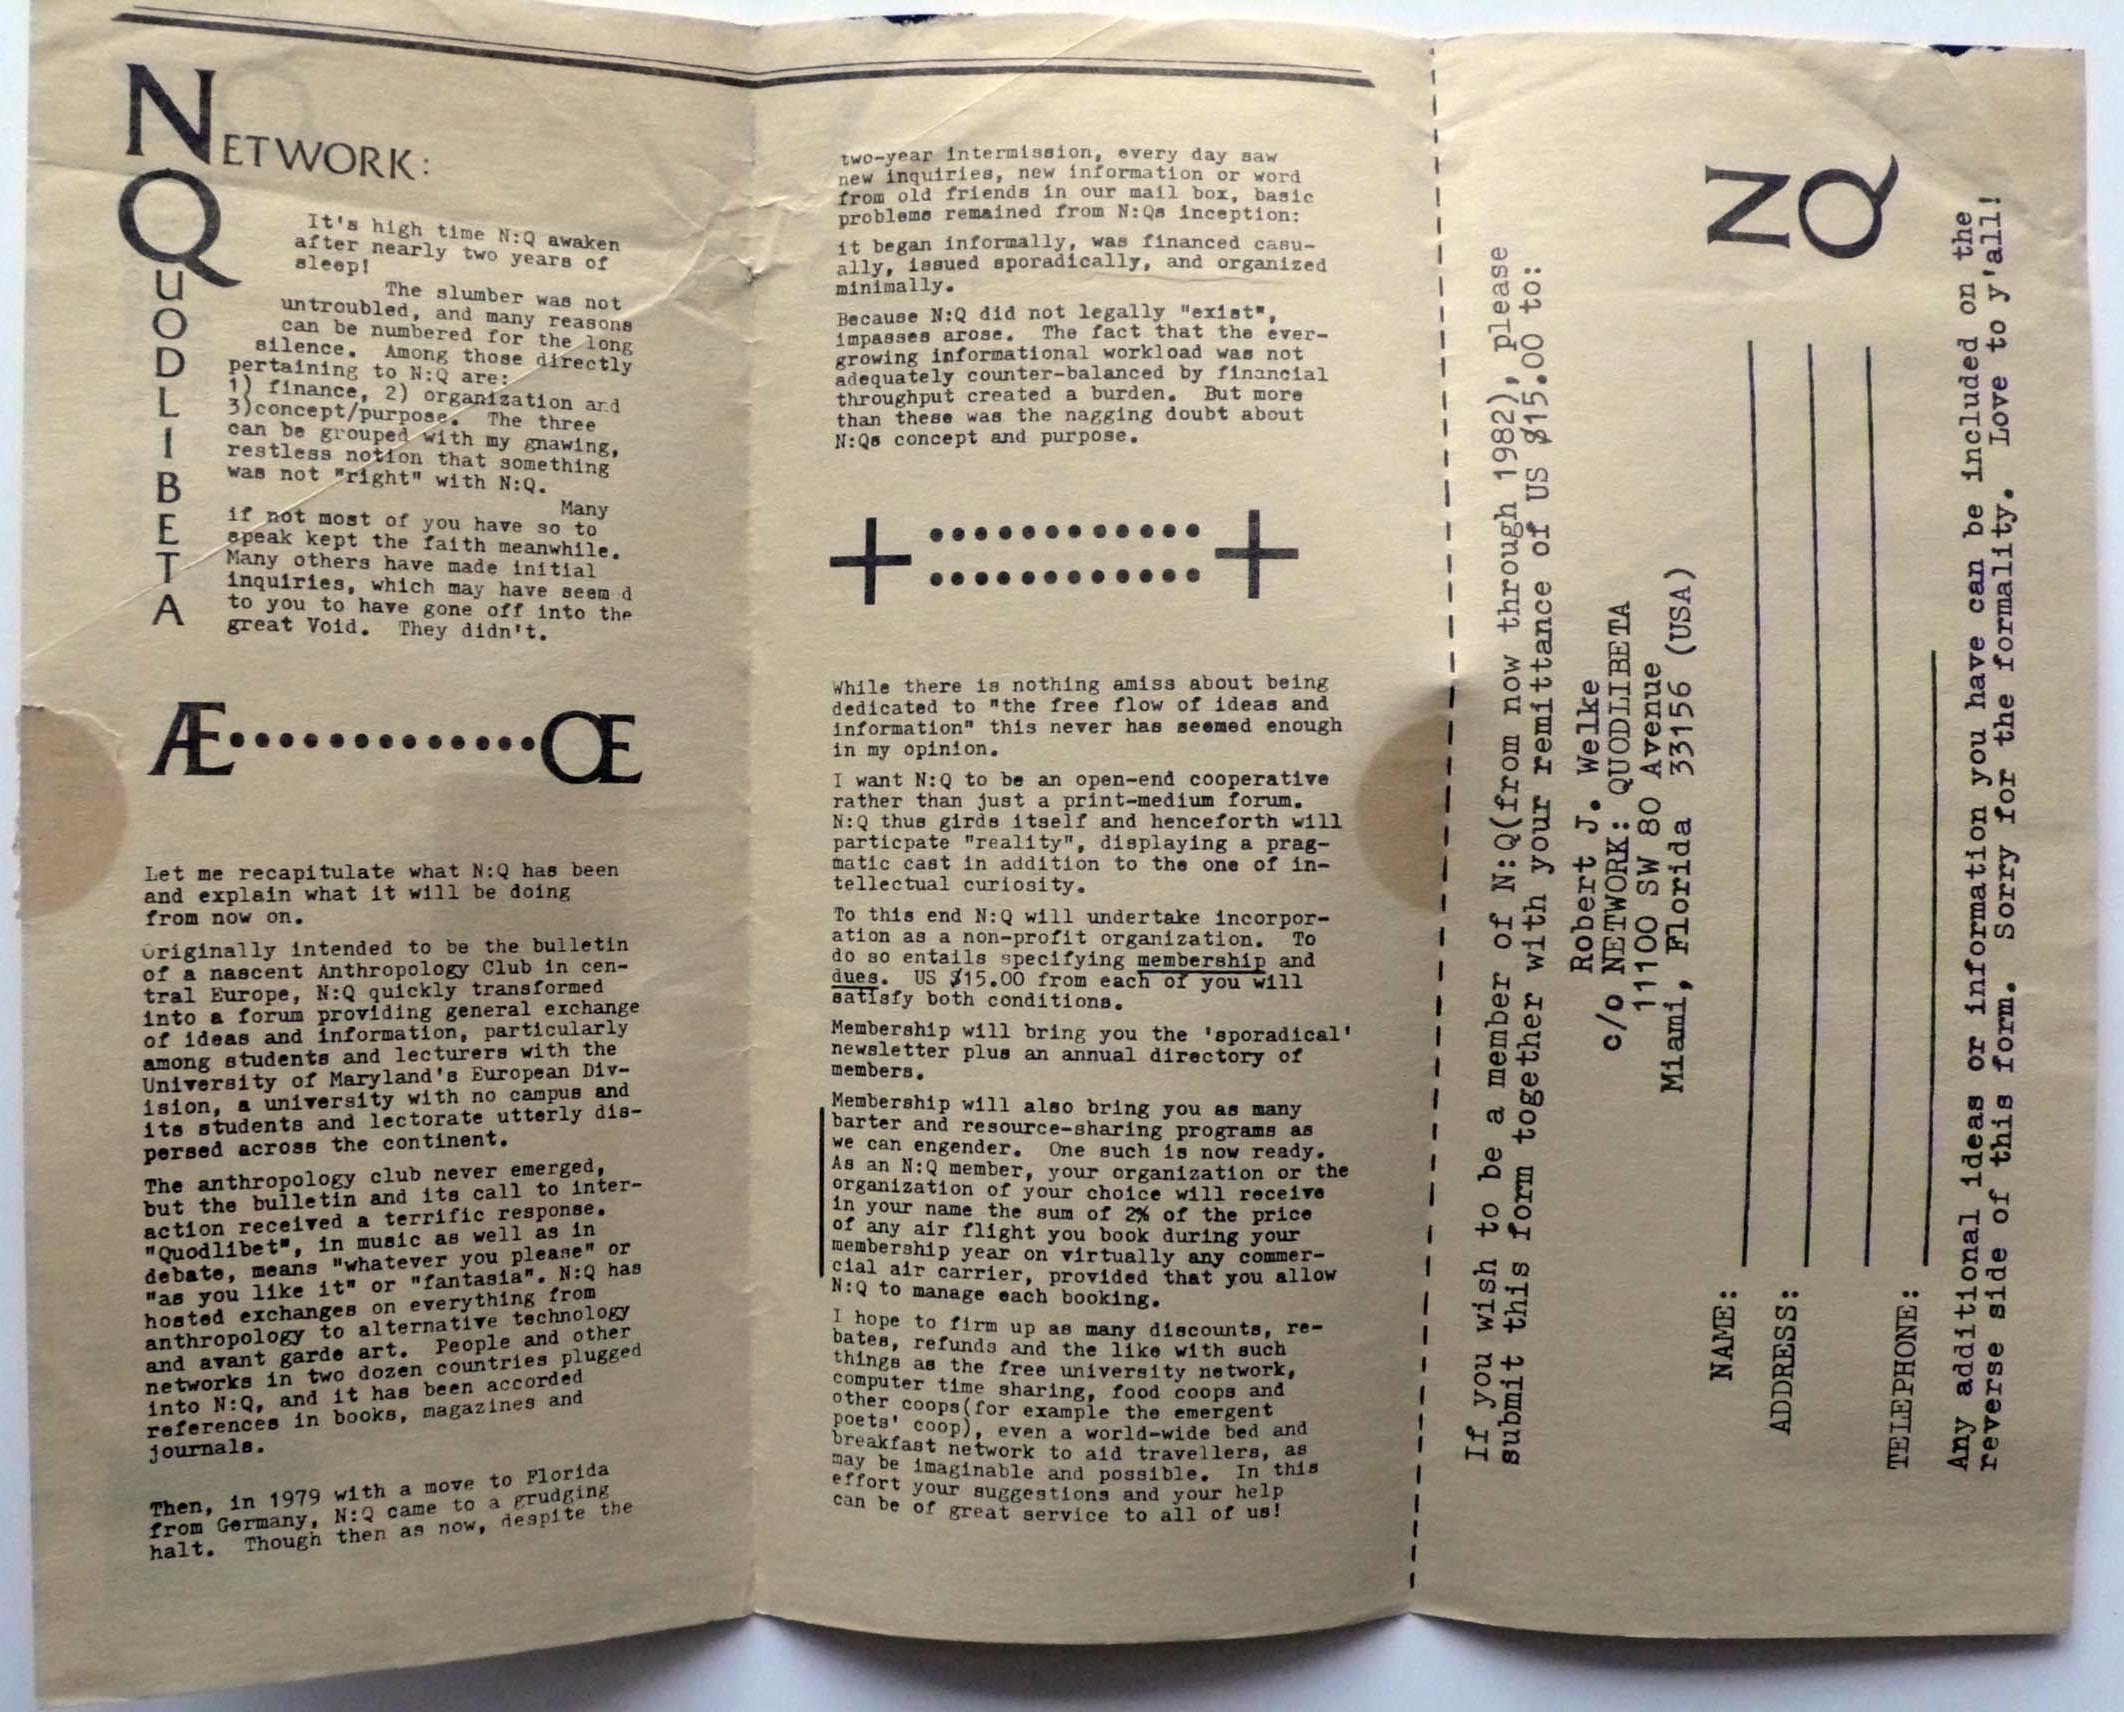 NETWORK:
QUODLIBETA
It's high time N:Q awaken
after nearly two years of
sleep!
The slumber was not
untroubled, and many reasons
can be numbered for the long
silence. Among those directly
pertaining to N:Q are:
1) finance, 2) organization and
3)concept/purpose. The three
can be grouped with my gnawing,
restless notion that something
was not "right" with N:Q.
Many
if not most of you have so to
speak kept the faith meanwhile.
Many others have made initial
inquiries, which may have seem d
to you to have gone off into the
great Void. They didn't.
Æ••••••••••••••Œ
Let me recapitulate what N:Q has been
and explain what it will be doing
from now on.
Originally intended to be the bulletin
of a nascent Anthropology Club in cen-
tral Europe, N:Q quickly transformed
into a forum providing general exchange
of ideas and information, particularly
among students and lecturers with the
University of Maryland's European Div-
ision, a university with no campus and
its students and lectorate utterly dis-
persed across the continent.
The anthropology club never emerged,
but the bulletin and its call to inter-
action received a terrific response.
"Quodlibet", in music as well as in
debate, means "whatever you please" or
"as you like it" or "fantasia". N:Q has
hosted exchanges on everything from
anthropology to alternative technology
and avant garde art. People and other
networks in two dozen countries plugged
into N:Q, and it has been accorded
references in books, magazines and
journals.
Then, in 1979 with a move to Florida
from Germany, N:Q came to a grudging
halt. Though then as now, despite the
two-year intermission, every day saw
new inquiries, new information or word
from old friends in our mail box, basic
problems remained from N:Qs inception:
it began informally, was financed casu-
ally, issued sporadically, and organized
minimally.
Because N:Q did not legally "exist",
impasses arose. The fact that the ever-
growing informational workload was not
adequately counter-balanced by financial
throughput created a burden. But more
than these was the nagging doubt about
N:Qs concept and purpose.
While there is nothing amiss about being
dedicated to "the free flow of ideas and
information" this never has seemed enough
in my opinion.
I want N:Q to be an open-end cooperative
rather than just a print-medium forum.
N:Q thus girds itself and henceforth will
particpate "reality", displaying a prag-
matic cast in addition to the one of in-
tellectual curiosity.
To this end N:Q will undertake incorpor-
ation as a non-profit organization. To
do so entails specifying membership and
dues. US $15.00 from each of you will
satisfy both conditions.
Membership will bring you the 'sporadical'
newsletter plus an annual directory of
members.
Membership will also bring you as many
barter and resource-sharing programs as
we can engender. One such is now ready.
As an N:Q member, your organization or the
organization of your choice will receive
in your name the sum of 2% of the price
of any air flight you book during your
membership year on virtually any commer-
cial air carrier, provided that you allow
N:Q to manage each booking.
I hope to firm up as many discounts, re-
bates, refunds and the like with such
things as the free university network,
computer time sharing, food coops and
other coops(for example the emergent
poets' coop), even a world-wide bed and
breakfast network to aid travellers, as
may be imaginable and possible. In this
effort your suggestions and your help
can be of great service to all of us!
If you wish to be a member of N:Q(from now through 1982), please
submit this form together with your remittance of US $15.00 to:
Robert J. Welke
c/o NETWORK: QUODLIBETA
11100 SW 80 Avenue
Miami, Florida 33156 (USA)
NQ
NAME:
ADDRESS:
TELEPHONE:
Any additional ideas or information you have can be included on the
reverse side of this form. Sorry for the formality. Love to y'all!